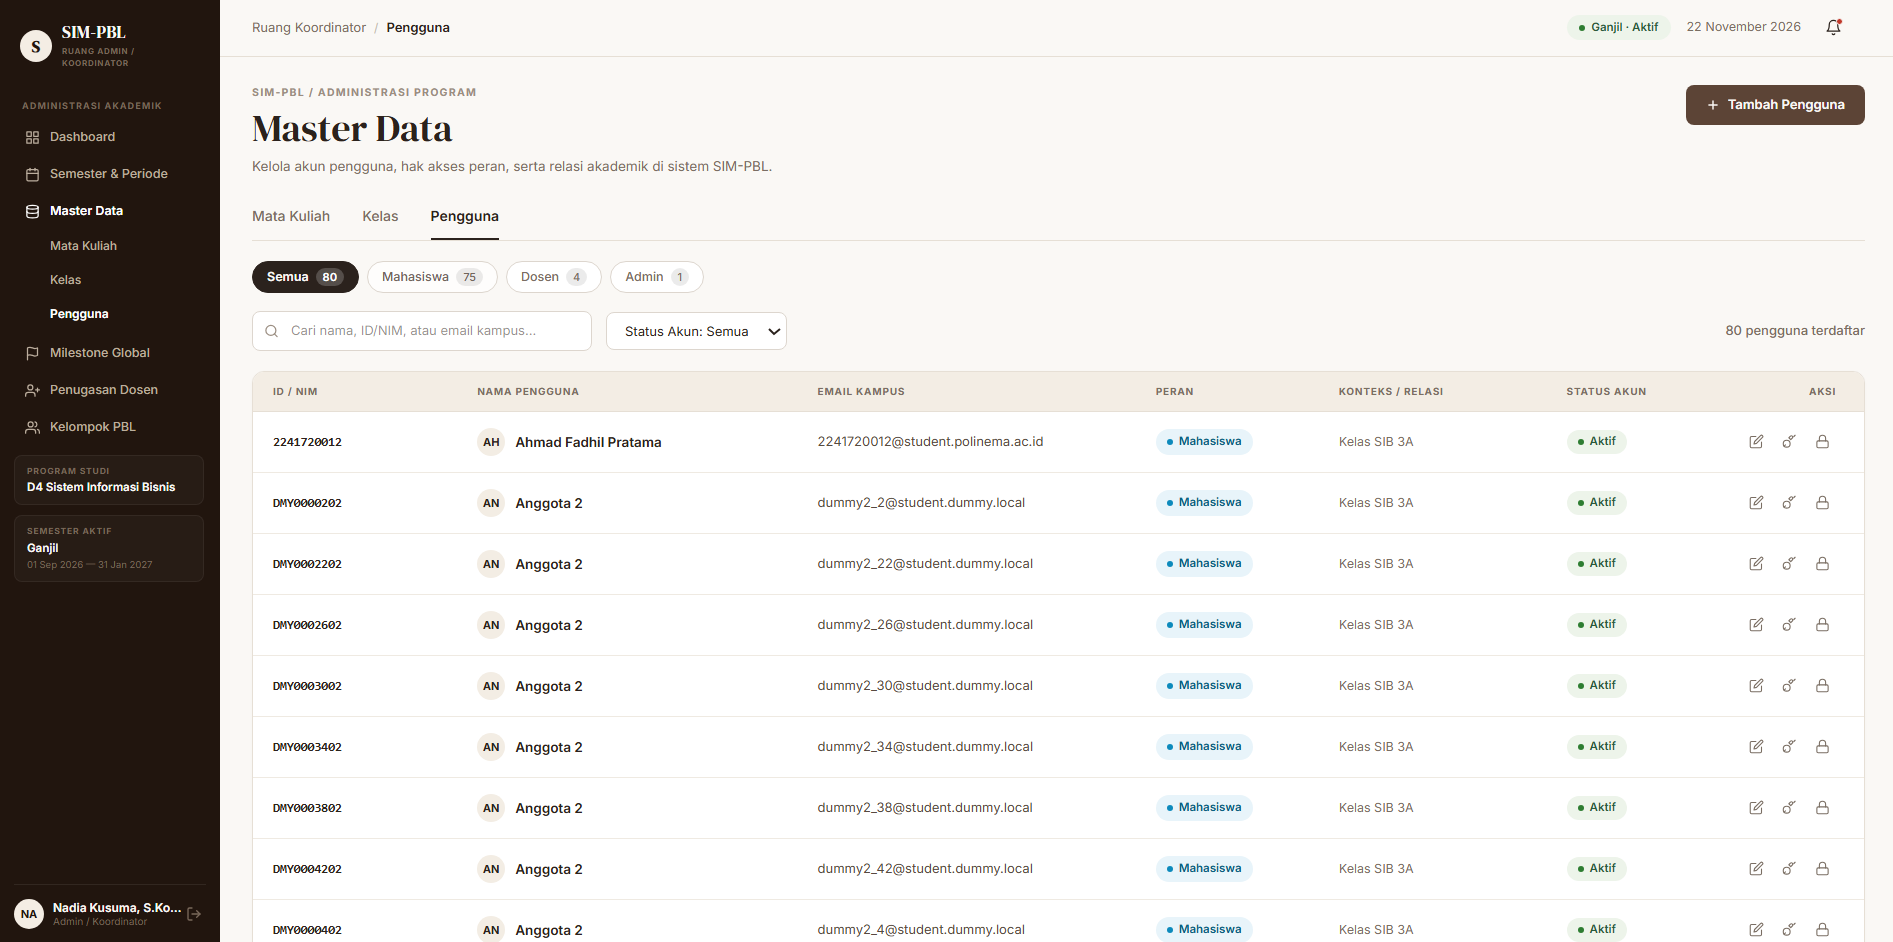 S
SIM-PBL
RUANG ADMIN /
KOORDINATOR
ADMINISTRASI AKADEMIK
Dashboard
Semester & Periode
Master Data
Mata Kuliah
Kelas
Pengguna
Milestone Global
Penugasan Dosen
Kelompok PBL
PROGRAM STUDI
D4 Sistem Informasi Bisnis
SEMESTER AKTIF
Ganjil
01 Sep 2026 — 31 Jan 2027
NA
Nadia Kusuma, S.Ko...
Admin / Koordinator
Ruang Koordinator / Pengguna
Ganjil · Aktif 22 November 2026
SIM-PBL / ADMINISTRASI PROGRAM
Master Data
Kelola akun pengguna, hak akses peran, serta relasi akademik di sistem SIM-PBL.
+ Tambah Pengguna
Mata Kuliah Kelas Pengguna
Semua 80 Mahasiswa 75 Dosen 4 Admin 1
Cari nama, ID/NIM, atau email kampus... Status Akun: Semua 80 pengguna terdaftar
ID / NIM NAMA PENGGUNA EMAIL KAMPUS PERAN KONTEKS / RELASI STATUS AKUN AKSI
2241720012 AH Ahmad Fadhil Pratama 2241720012@student.polinema.ac.id Mahasiswa Kelas SIB 3A Aktif
DMY0000202 AN Anggota 2 dummy2_2@student.dummy.local Mahasiswa Kelas SIB 3A Aktif
DMY0002202 AN Anggota 2 dummy2_22@student.dummy.local Mahasiswa Kelas SIB 3A Aktif
DMY0002602 AN Anggota 2 dummy2_26@student.dummy.local Mahasiswa Kelas SIB 3A Aktif
DMY0003002 AN Anggota 2 dummy2_30@student.dummy.local Mahasiswa Kelas SIB 3A Aktif
DMY0003402 AN Anggota 2 dummy2_34@student.dummy.local Mahasiswa Kelas SIB 3A Aktif
DMY0003802 AN Anggota 2 dummy2_38@student.dummy.local Mahasiswa Kelas SIB 3A Aktif
DMY0004202 AN Anggota 2 dummy2_42@student.dummy.local Mahasiswa Kelas SIB 3A Aktif
DMY0000402 AN Anggota 2 dummy2_4@student.dummy.local Mahasiswa Kelas SIB 3A Aktif